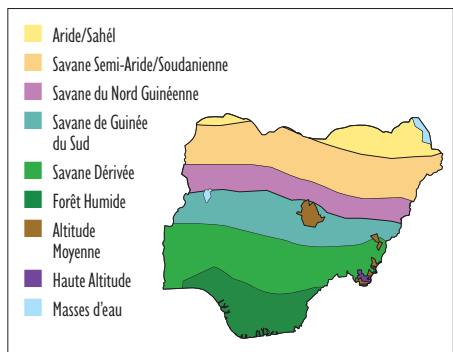 Aride/Sahél
Savane Semi-Aride/Soudanienne
Savane du Nord Guinéenne
Savane de Guinée
du Sud
Savane Dérivée
Forêt Humide
Altitude
Moyenne
Haute Altitude
Masses d'eau